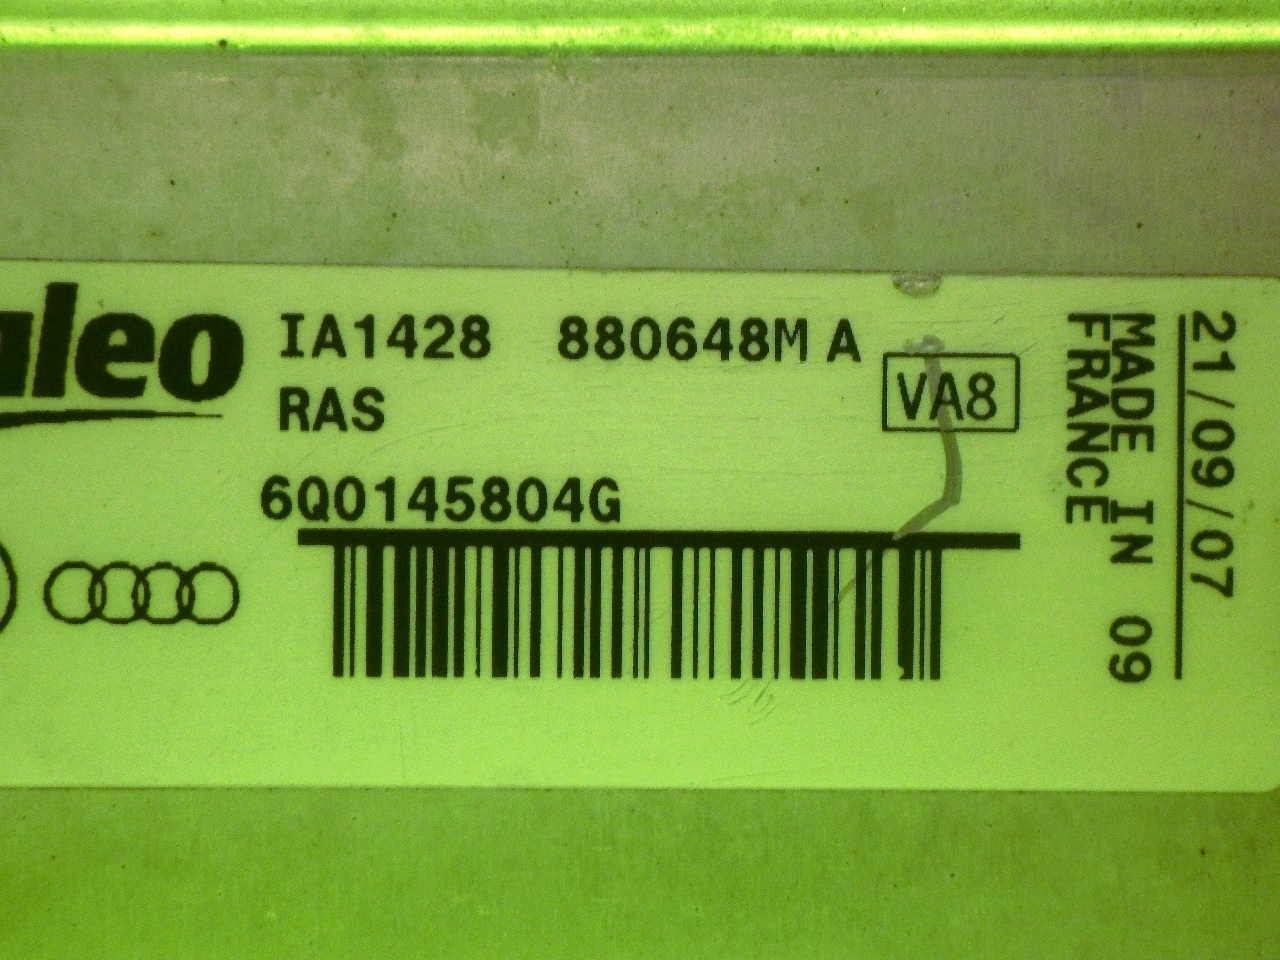 aleo
IA1428 880648M A
RAS
VA8
6Q0145804G
21/09/07
MADE IN 09
FRANCE